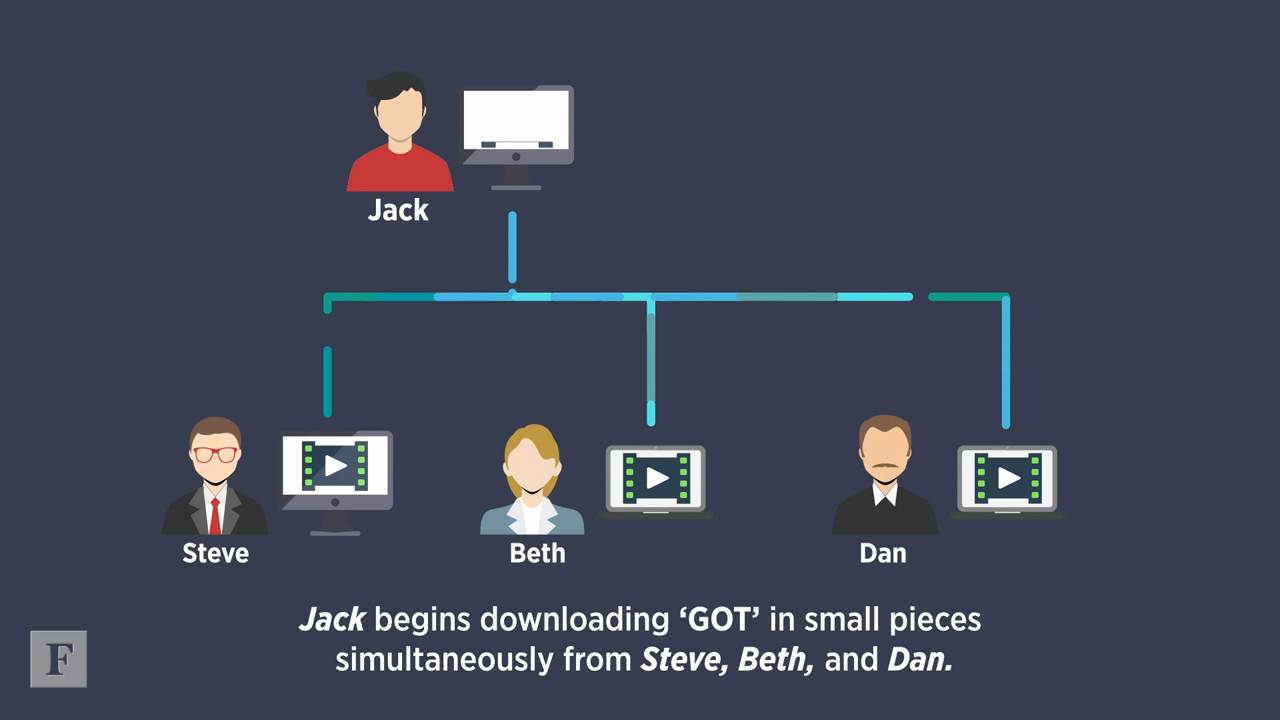 Jack
Steve
Beth
Dan
Jack begins downloading ‘GOT’ in small pieces
simultaneously from Steve, Beth, and Dan.
F